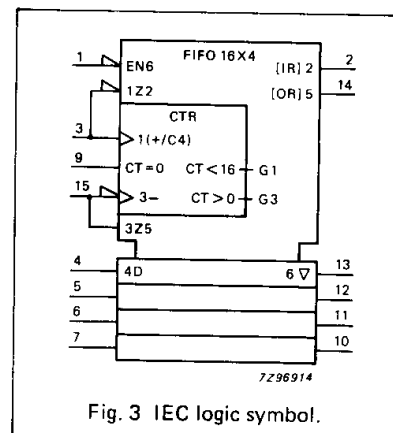 FIFO 16X4
1 EN6 [IR] 2 2
1Z2 [OR] 5 14
CTR
3 1(+/C4)
9 CT=0 CT<16 G1
15 3- CT>0 G3
3Z5
4 4D 6 ▽ 13
5 12
6 11
7 10
7Z96914
Fig. 3 IEC logic symbol.